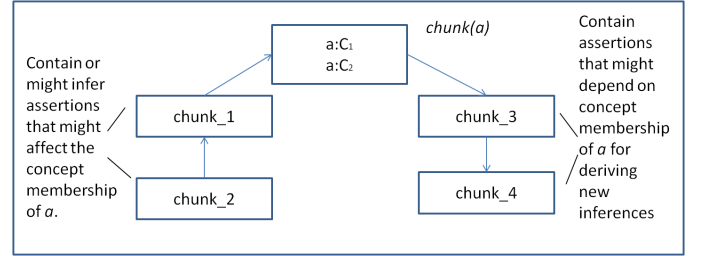 chunk(a)
a:C₁
a:C₂
Contain or
might infer
assertions
that might
affect the
concept
membership
of a.
chunk_1
chunk_2
chunk_3
chunk_4
Contain
assertions
that might
depend on
concept
membership
of a for
deriving
new
inferences